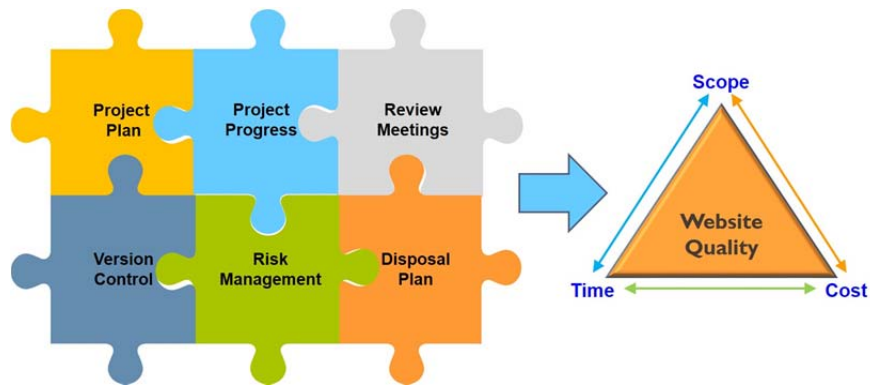 Project
Plan
Project
Progress
Review
Meetings
Version
Control
Risk
Management
Disposal
Plan
Scope
Website
Quality
Time
Cost